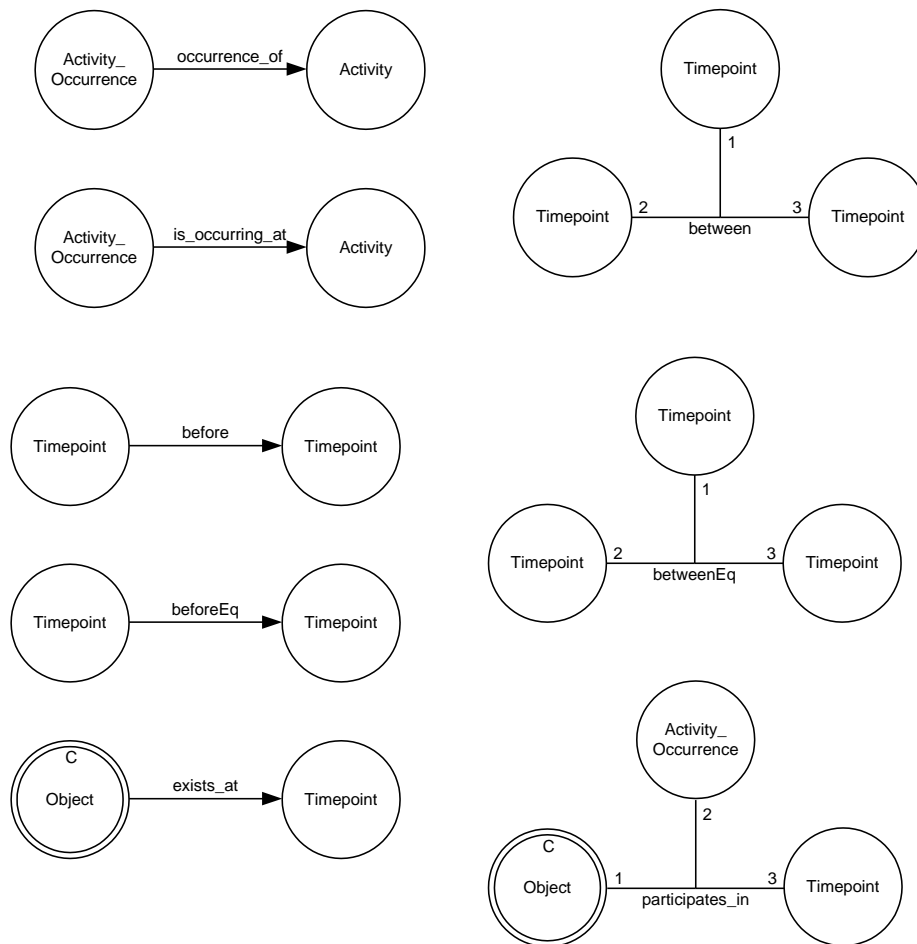 Activity_
Occurrence
occurrence_of
Activity
Activity_
Occurrence
is_occurring_at
Activity
Timepoint
before
Timepoint
Timepoint
beforeEq
Timepoint
C
Object
exists_at
Timepoint
Timepoint
1
Timepoint
2
3
between
Timepoint
Timepoint
1
Timepoint
2
3
betweenEq
Timepoint
Activity_
Occurrence
2
C
Object
1
3
participates_in
Timepoint